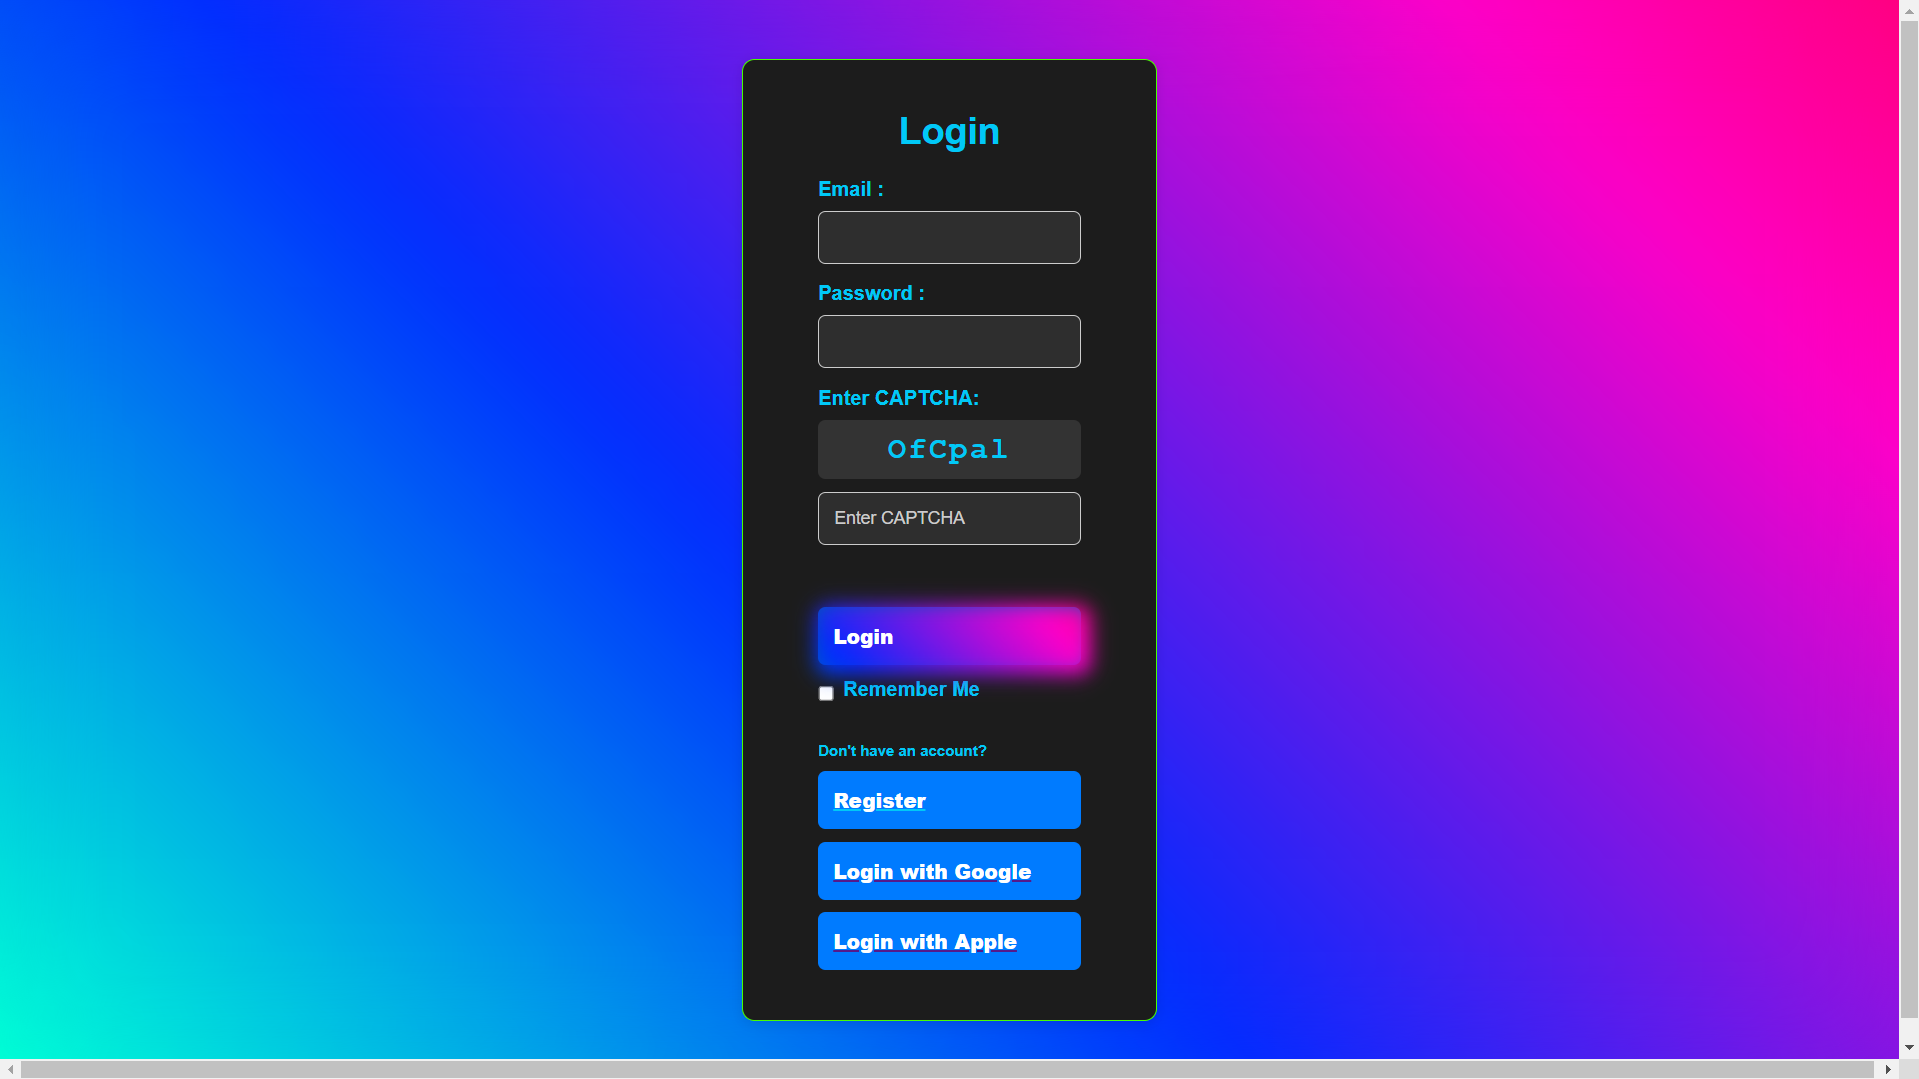 Login
Email :
Password :
Enter CAPTCHA:
OfCpal
Enter CAPTCHA
Login
Remember Me
Don't have an account?
Register
Login with Google
Login with Apple